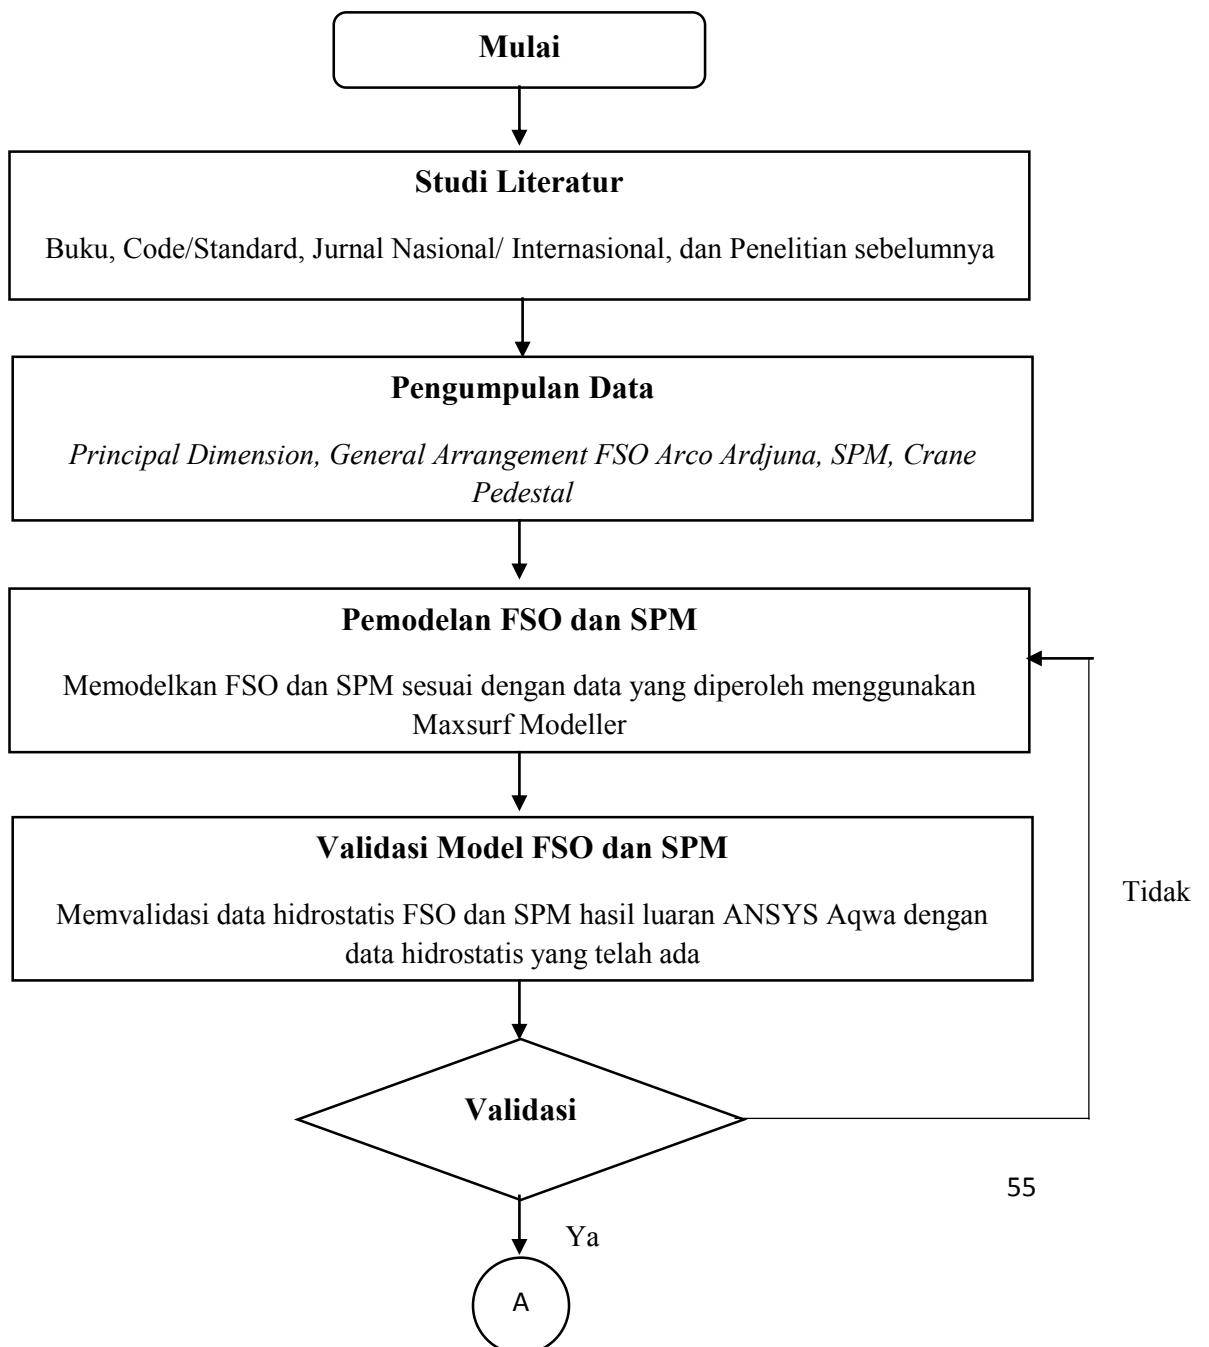 Mulai
Studi Literatur
Buku, Code/Standard, Jurnal Nasional/ Internasional, dan Penelitian sebelumnya
Pengumpulan Data
Principal Dimension, General Arrangement FSO Arco Ardjuna, SPM, Crane
Pedestal
Pemodelan FSO dan SPM
Memodelkan FSO dan SPM sesuai dengan data yang diperoleh menggunakan
Maxsurf Modeller
Validasi Model FSO dan SPM
Memvalidasi data hidrostatis FSO dan SPM hasil luaran ANSYS Aqwa dengan
data hidrostatis yang telah ada
Tidak
Validasi
55
Ya
A